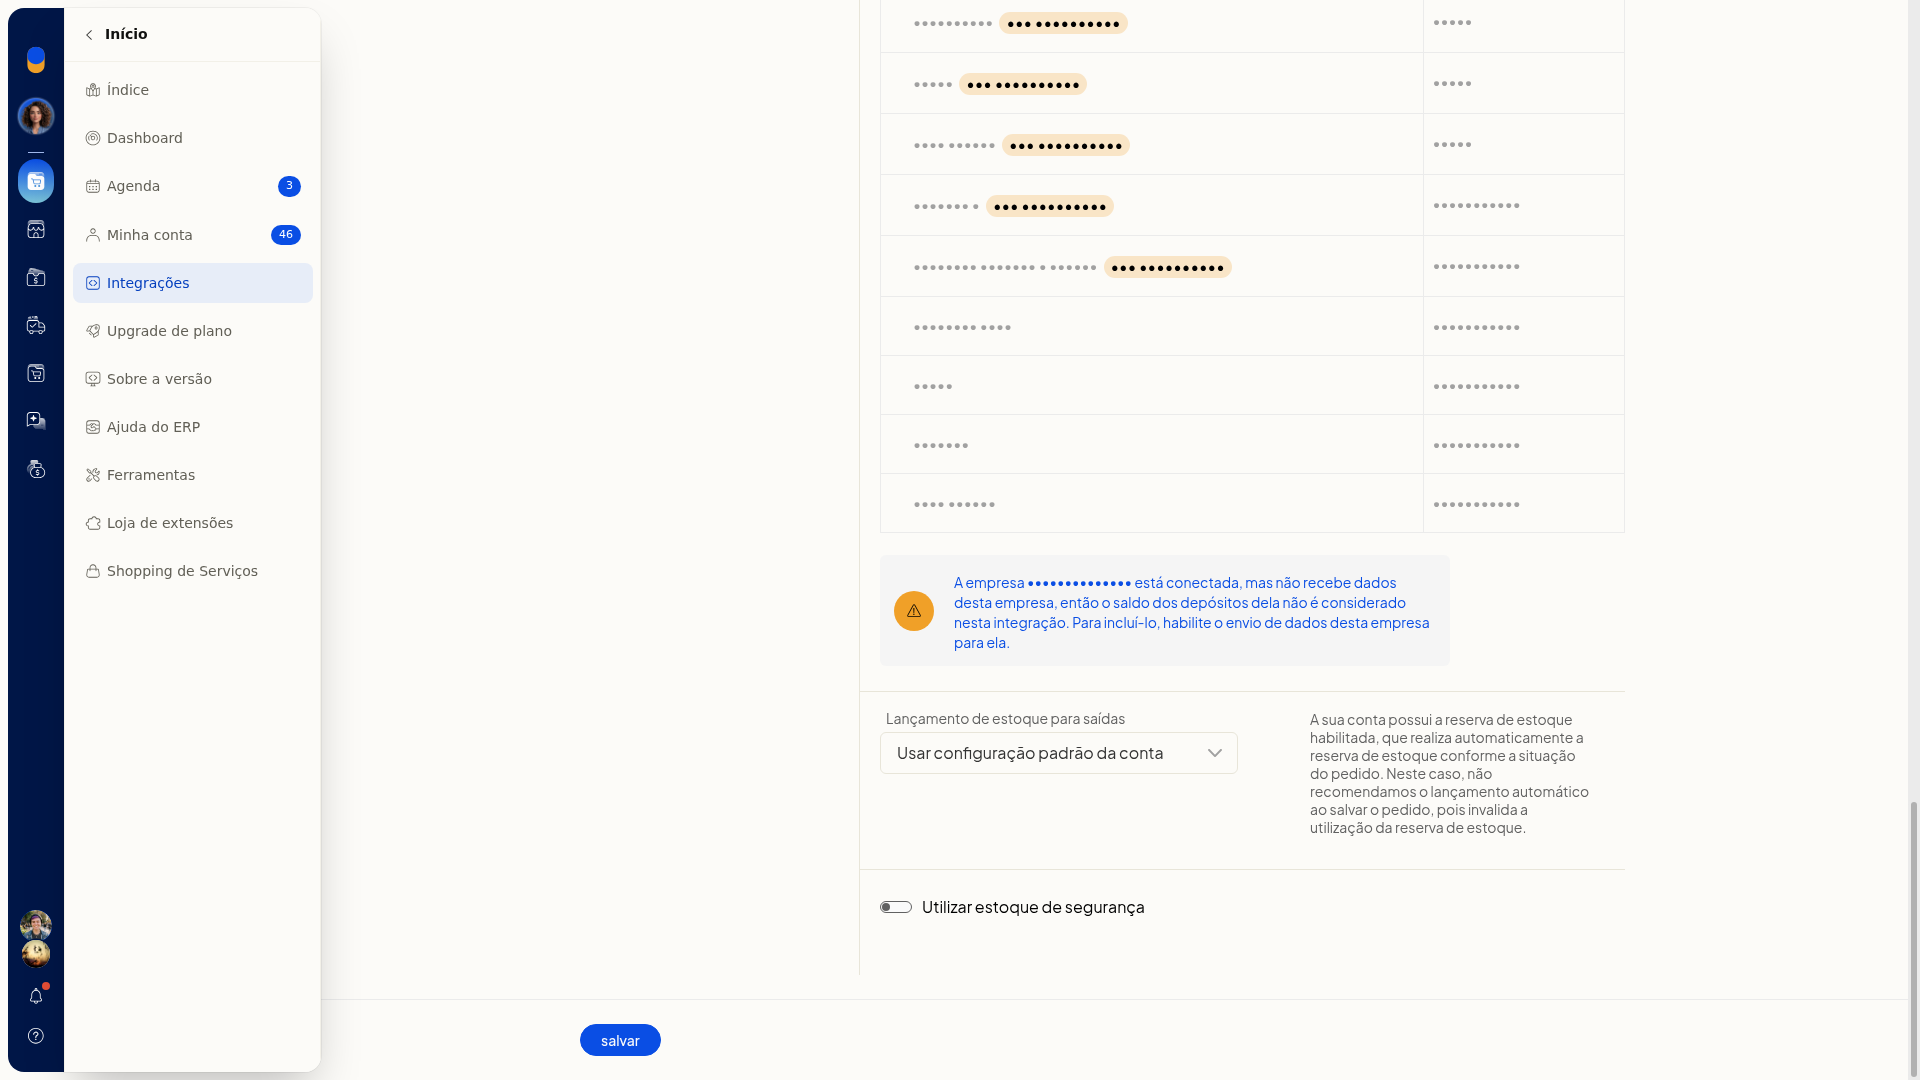 Início
Índice
Dashboard
Agenda
3
Minha conta
46
Integrações
Upgrade de plano
Sobre a versão
Ajuda do ERP
Ferramentas
Loja de extensões
Shopping de Serviços
A empresa •••••••••••••• está conectada, mas não recebe dados
desta empresa, então o saldo dos depósitos dela não é considerado
nesta integração. Para incluí-lo, habilite o envio de dados desta empresa
para ela.
Lançamento de estoque para saídas
Usar configuração padrão da conta
A sua conta possui a reserva de estoque
habilitada, que realiza automaticamente a
reserva de estoque conforme a situação
do pedido. Neste caso, não
recomendamos o lançamento automático
ao salvar o pedido, pois invalida a
utilização da reserva de estoque.
Utilizar estoque de segurança
salvar